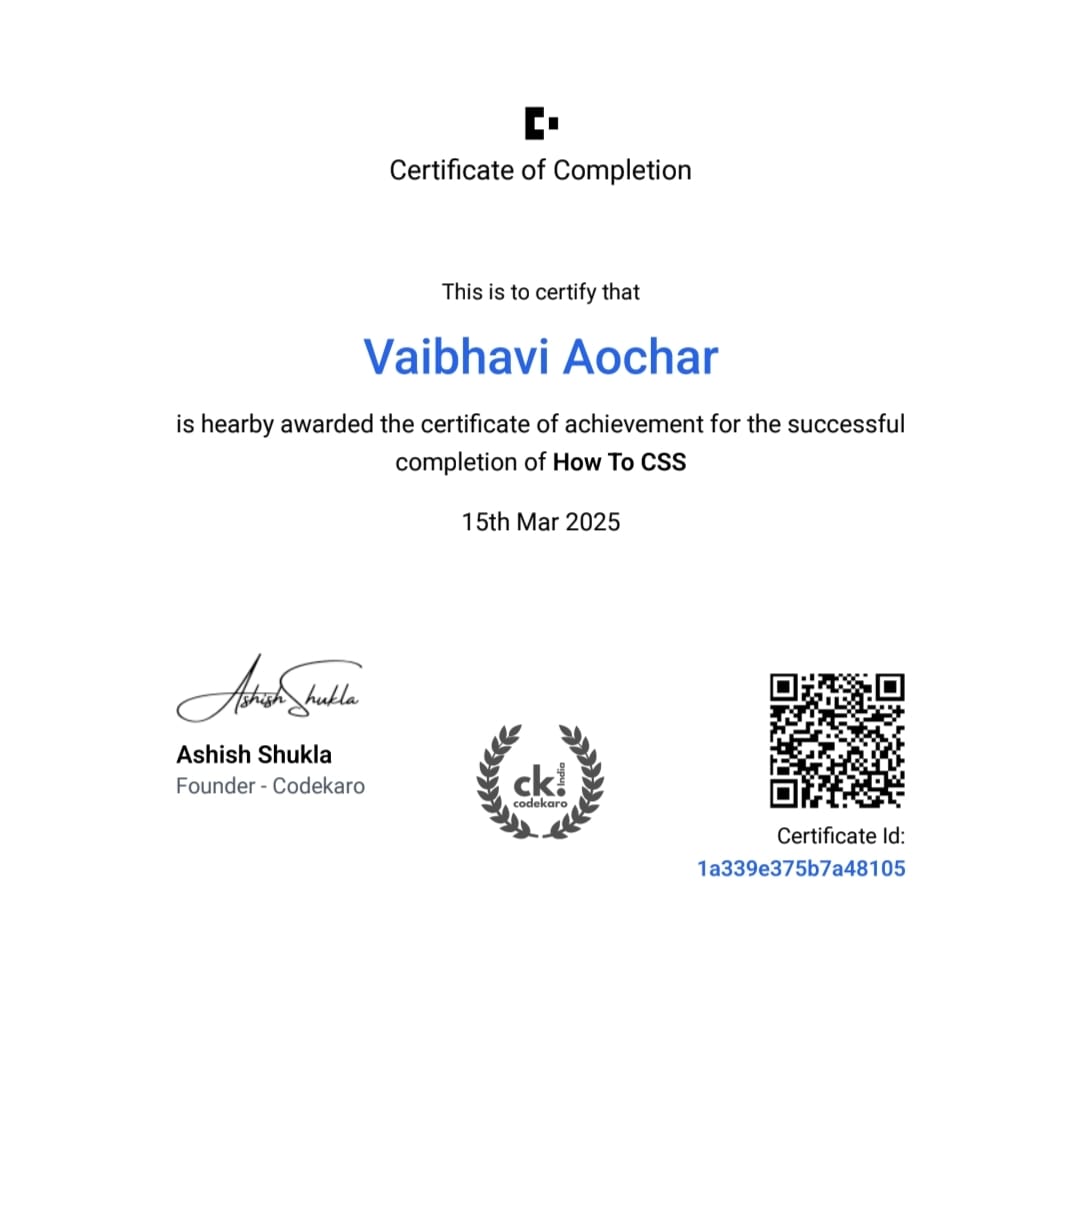 Certificate of Completion
This is to certify that
Vaibhavi Aochar
is hearby awarded the certificate of achievement for the successful
completion of How To CSS
15th Mar 2025
Ashish Shukla
Ashish Shukla
Founder - Codekaro
ck!
India
codekaro
Certificate Id:
1a339e375b7a48105